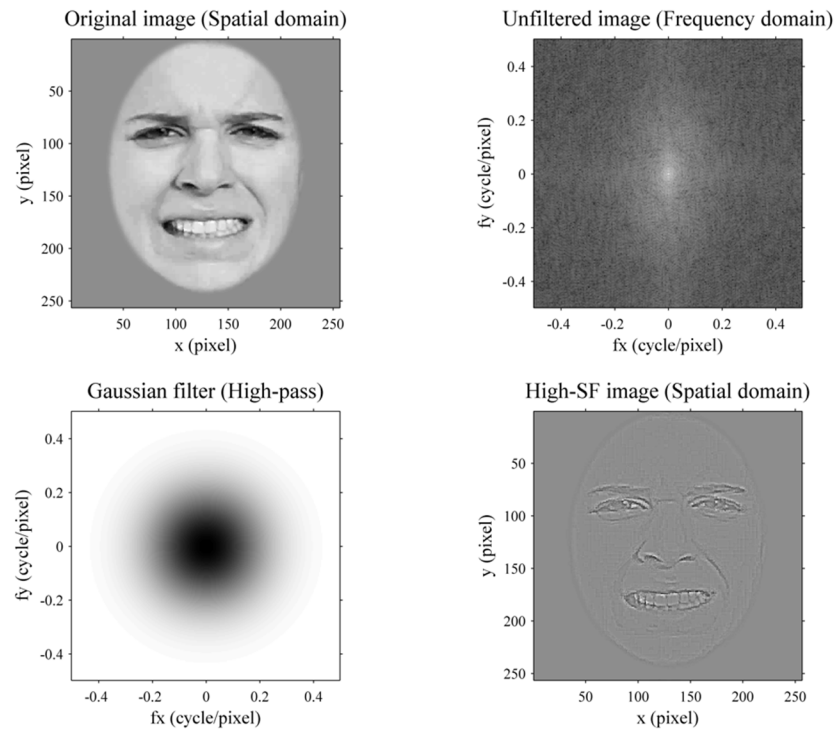 Original image (Spatial domain)
50
100
150
200
250
y (pixel)
50 100 150 200 250
x (pixel)
Unfiltered image (Frequency domain)
0.4
0.2
0
-0.2
-0.4
fy (cycle/pixel)
-0.4 -0.2 0 0.2 0.4
fx (cycle/pixel)
Gaussian filter (High-pass)
0.4
0.2
0
-0.2
-0.4
fy (cycle/pixel)
-0.4 -0.2 0 0.2 0.4
fx (cycle/pixel)
High-SF image (Spatial domain)
50
100
150
200
250
y (pixel)
50 100 150 200 250
x (pixel)